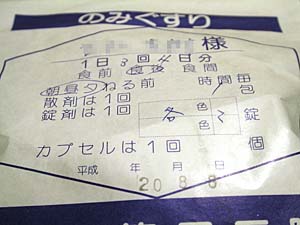 のみぐすり
様
1日3回4日分
食前 食後 食間
朝昼夕ねる前 時間毎
散剤は1回 包
錠剤は1回 各 色 色 錠
カプセルは1回 個
平成 年 月 日
20 8 8